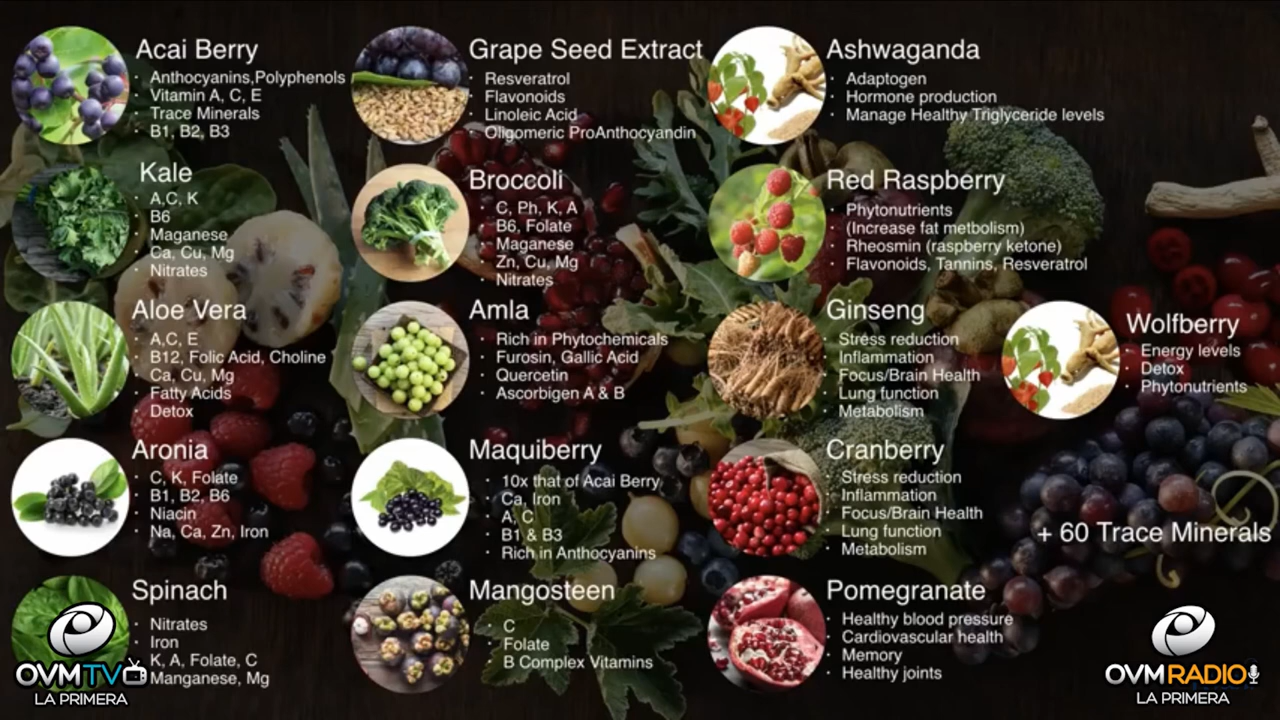 Acai Berry
· Anthocyanins,Polyphenols
· Vitamin A, C, E
· Trace Minerals
· B1, B2, B3
Kale
· A,C, K
· B6
· Maganese
· Ca, Cu, Mg
· Nitrates
Aloe Vera
· A,C, E
· B12, Folic Acid, Choline
Ca, Cu, Mg
· Fatty Acids
· Detox
Aronia
· C, K, Folate
· B1, B2, B6
· Niacin
· Na, Ca, Zn, Iron
Spinach
· Nitrates
· Iron
K, A, Folate, C
Manganese, Mg
Grape Seed Extract
· Resveratrol
· Flavonoids
· Linoleic Acid
· Oligomeric ProAnthocyandin
Broccoli
· C, Ph, K, A
· B6, Folate
· Maganese
· Zn, Cu, Mg
· Nitrates
Amla
· Rich in Phytochemicals
· Furosin, Gallic Acid
· Quercetin
· Ascorbigen A & B
Maquiberry
· 10x that of Acai Berry
· Ca, Iron
· A, C
· B1 & B3
· Rich in Anthocyanins
Mangosteen
· C
· Folate
· B Complex Vitamins
Ashwaganda
· Adaptogen
· Hormone production
· Manage Healthy Triglyceride levels
Red Raspberry
· Phytonutrients
(Increase fat metbolism)
· Rheosmin (raspberry ketone)
· Flavonoids, Tannins, Resveratrol
Ginseng
· Stress reduction
· Inflammation
· Focus/Brain Health
· Lung function
· Metabolism
Cranberry
· Stress reduction
· Inflammation
· Focus/Brain Health
· Lung function
· Metabolism
Pomegranate
· Healthy blood pressure
· Cardiovascular health
· Memory
· Healthy joints
Wolfberry
· Energy levels
· Detox
· Phytonutrients
+ 60 Trace Minerals
OVMTV
LA PRIMERA
OVMRADIO
LA PRIMERA